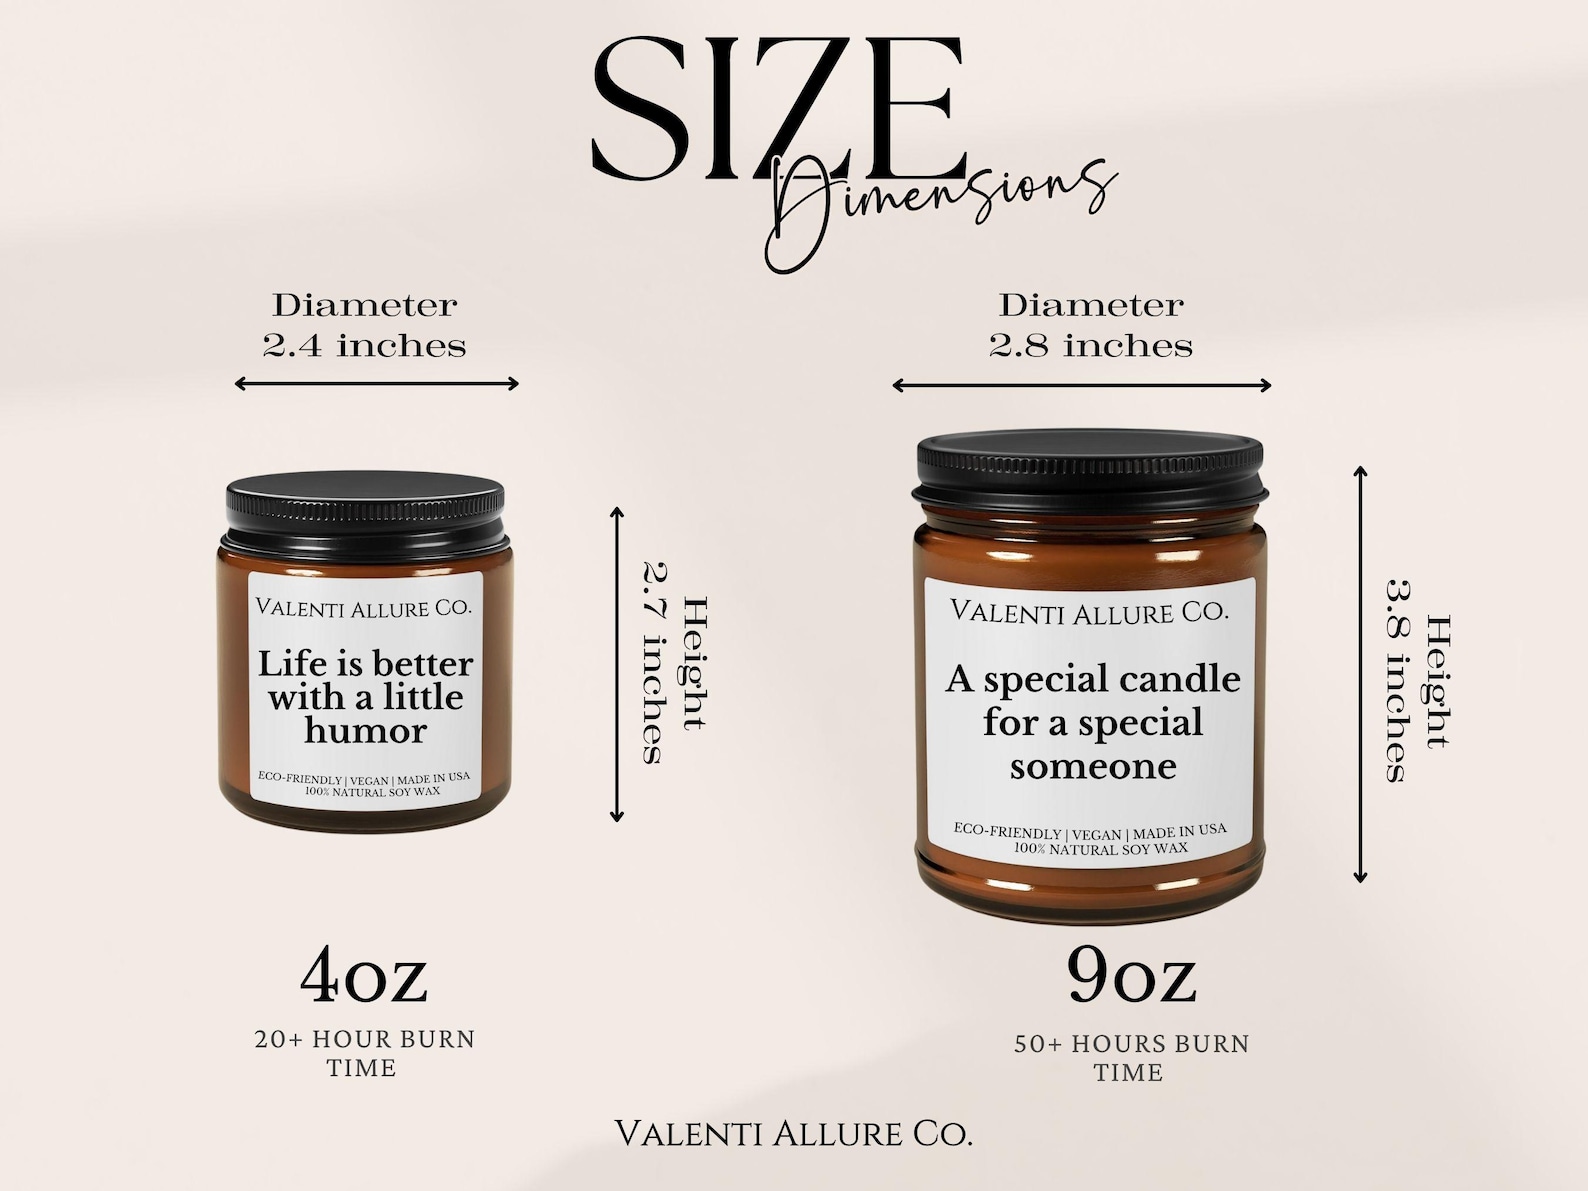 SIZE
Dimensions
Diameter
2.4 inches
Diameter
2.8 inches
VALENTI ALLURE CO.
Life is better
with a little
humor
ECO-FRIENDLY | VEGAN | MADE IN USA
100% NATURAL SOY WAX
Height
2.7 inches
VALENTI ALLURE CO.
A special candle
for a special
someone
ECO-FRIENDLY | VEGAN | MADE IN USA
100% NATURAL SOY WAX
Height
3.8 inches
4oz
20+ HOUR BURN
TIME
9oz
50+ HOURS BURN
TIME
VALENTI ALLURE CO.